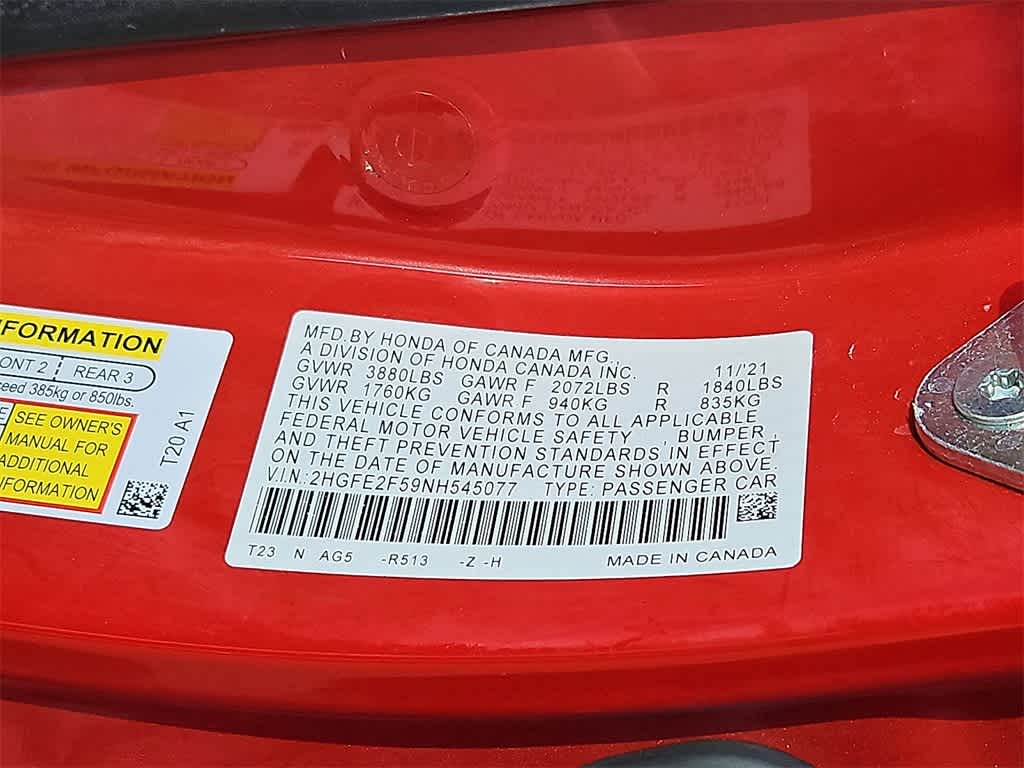 FORMATION
ONT 2 REAR 3
ceed 385kg or 850lbs.
E SEE OWNER'S
MANUAL FOR
ADDITIONAL
INFORMATION
T20 A1
MFD.BY HONDA OF CANADA MFG.,
A DIVISION OF HONDA CANADA INC. 11/'21
GVWR 3880LBS GAWR F 2072LBS R 1840LBS
GVWR 1760KG GAWR F 940KG R 835KG
THIS VEHICLE CONFORMS TO ALL APPLICABLE
FEDERAL MOTOR VEHICLE SAFETY , BUMPER,
AND THEFT PREVENTION STANDARDS IN EFFECT
ON THE DATE OF MANUFACTURE SHOWN ABOVE.
V.I.N.:2HGFE2F59NH545077 TYPE: PASSENGER CAR
T23 N AG5 -R513 -Z -H MADE IN CANADA